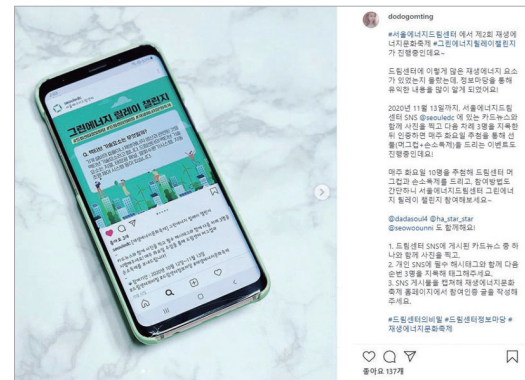 seouledc
그린에너지 릴레이 챌린지
dodogomting
#서울에너지드림센터 에서 제2회 재생에
너지문화축제 #그린에너지릴레이챌린지
가 진행중인데요~
드림센터에 이렇게 많은 재생에너지 요소
가 있었는지 몰랐는데, 정보마당을 통해
유익한 내용을 많이 알게 되었어요!
2020년 11월 13일까지, 서울에너지드림센
터 SNS @seouledc 에 있는 카드뉴스와
함께 사진을 찍고 다음 차례 3명을 지목한
뒤 인증하면 매주 화요일 추첨을 통해 선
물(머그컵+손소독제)를 드리는 이벤트도
진행중인데요!
매주 화요일 10명을 추첨해 드림센터 머
그컵과 손소독제를 드리고, 참여방법도
간단하니 서울에너지드림센터 그린에너
지 릴레이 챌린지 참여해보세요~
@dadasoul4 @ha_star_star
@seowoounni 도 함께해요!
1. 드림센터 SNS에 게시된 카드뉴스 중 하
나와 함께 사진을 찍고,
2. 개인 SNS에 필수 해시태그와 함께 다음
순번 3명을 지목해 태그해주세요.
3. SNS 게시물을 캡쳐해 재생에너지문화
축제 홈페이지에서 참여인증 글을 작성해
주세요.
#드림센터의비밀 #드림센터정보마당 #
재생에너지문화축제
좋아요 137개